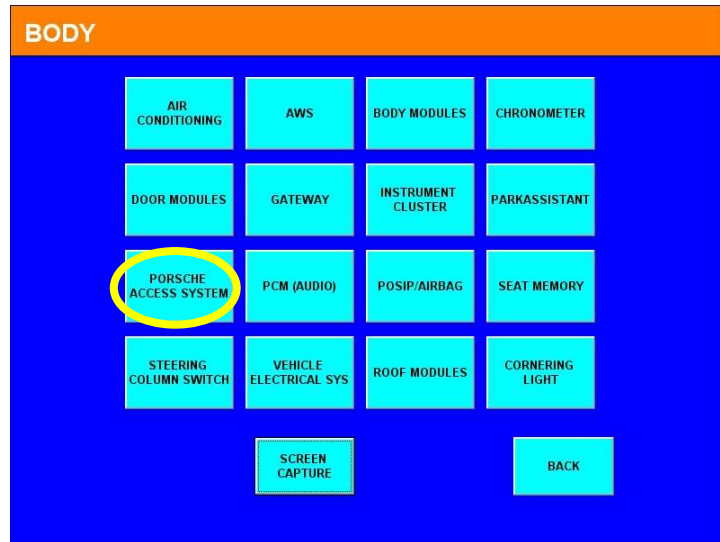 BODY
AIR
CONDITIONING
AWS
BODY MODULES
CHRONOMETER
DOOR MODULES
GATEWAY
INSTRUMENT
CLUSTER
PARKASSISTANT
PORSCHE
ACCESS SYSTEM
PCM (AUDIO)
POSIP/AIRBAG
SEAT MEMORY
STEERING
COLUMN SWITCH
VEHICLE
ELECTRICAL SYS
ROOF MODULES
CORNERING
LIGHT
SCREEN
CAPTURE
BACK